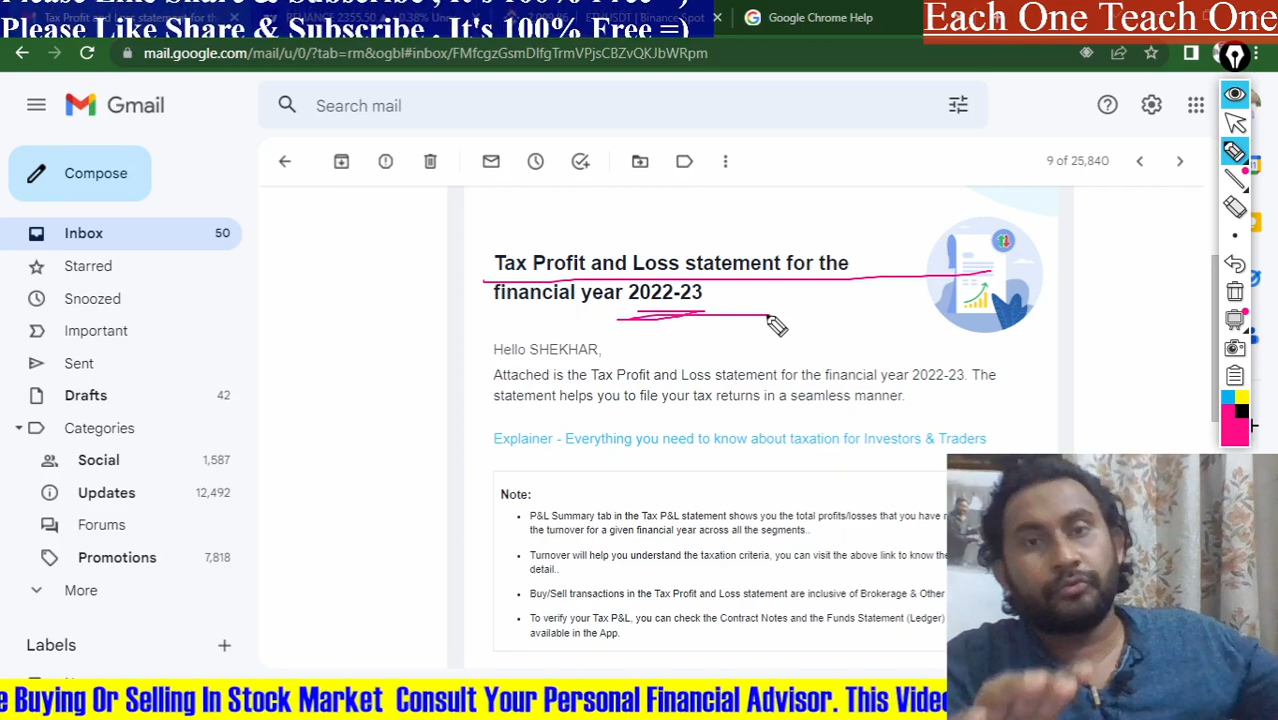 Please Like Share & Subscribe , It's 100% Free =)
Each One Teach One
Google Chrome Help
mail.google.com/mail/u/0/?tab=rm&ogbl#inbox/FMfcgzGsmDlfgTrmVPjsCBZvQKJbWRpm
Gmail
Search mail
Compose
9 of 25,840
Inbox 50
Starred
Snoozed
Important
Sent
Drafts 42
Categories
Social 1,587
Updates 12,492
Forums
Promotions 7,818
More
Labels
Tax Profit and Loss statement for the
financial year 2022-23
Hello SHEKHAR,
Attached is the Tax Profit and Loss statement for the financial year 2022-23. The
statement helps you to file your tax returns in a seamless manner.
Explainer - Everything you need to know about taxation for Investors & Traders
Note:
P&L Summary tab in the Tax P&L statement shows you the total profits/losses that you have
the turnover for a given financial year across all the segments..
Turnover will help you understand the taxation criteria, you can visit the above link to know the
detail..
Buy/Sell transactions in the Tax Profit and Loss statement are inclusive of Brokerage & Other
To verify your Tax P&L, you can check the Contract Notes and the Funds Statement (Ledger)
available in the App.
e Buying Or Selling In Stock Market Consult Your Personal Financial Advisor. This Video